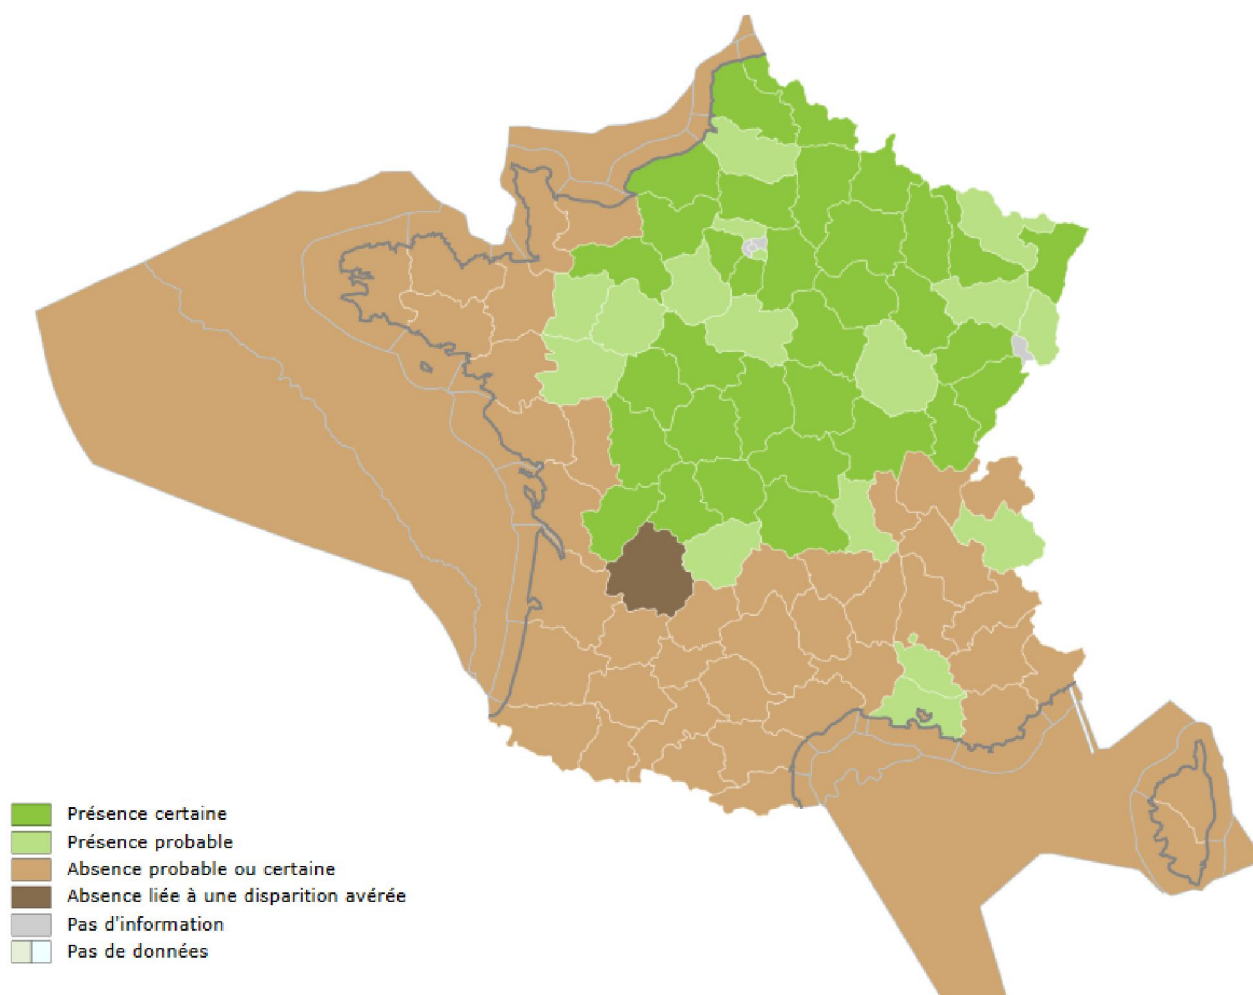 Présence certaine
Présence probable
Absence probable ou certaine
Absence liée à une disparition avérée
Pas d'information
Pas de données